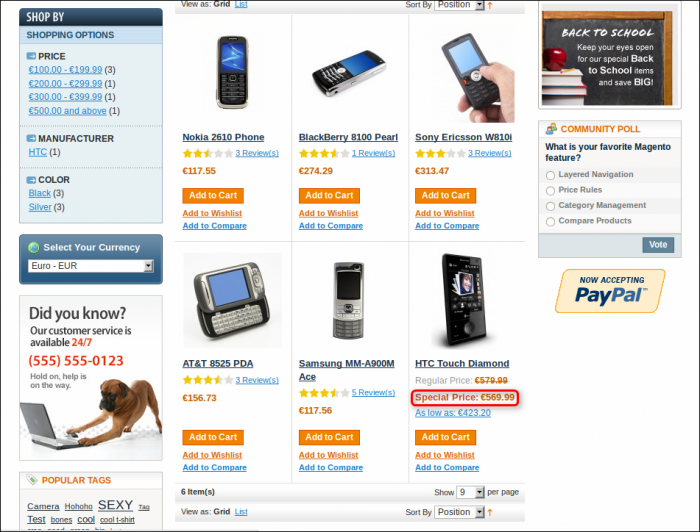 SHOP BY
SHOPPING OPTIONS
PRICE
€100.00 - €199.99 (3)
€200.00 - €299.99 (1)
€300.00 - €399.99 (1)
€500.00 and above (1)
MANUFACTURER
HTC (1)
COLOR
Black (3)
Silver (3)
Select Your Currency
Euro - EUR
Did you know?
Our customer service is
available 24/7
(555) 555-0123
Hold on, help is
on the way.
POPULAR TAGS
Camera Hohoho SEXY Tag
Test bones cool cool t-shirt
View as: Grid List
Sort By Position
Nokia 2610 Phone
3 Review(s)
€117.55
Add to Cart
Add to Wishlist
Add to Compare
BlackBerry 8100 Pearl
1 Review(s)
€274.29
Add to Cart
Add to Wishlist
Add to Compare
Sony Ericsson W810i
3 Review(s)
€313.47
Add to Cart
Add to Wishlist
Add to Compare
AT&T 8525 PDA
3 Review(s)
€156.73
Add to Cart
Add to Wishlist
Add to Compare
Samsung MM-A900M
Ace
5 Review(s)
€117.56
Add to Cart
Add to Wishlist
Add to Compare
HTC Touch Diamond
Regular Price: €579.99
Special Price: €569.99
As low as: €423.20
Add to Cart
Add to Wishlist
Add to Compare
6 Item(s)
Show 9 per page
View as: Grid List
Sort By Position
BACK TO SCHOOL
Keep your eyes open
for our special Back
to School items
and save BIG!
COMMUNITY POLL
What is your favorite Magento
feature?
Layered Navigation
Price Rules
Category Management
Compare Products
Vote
NOW ACCEPTING
PayPal™